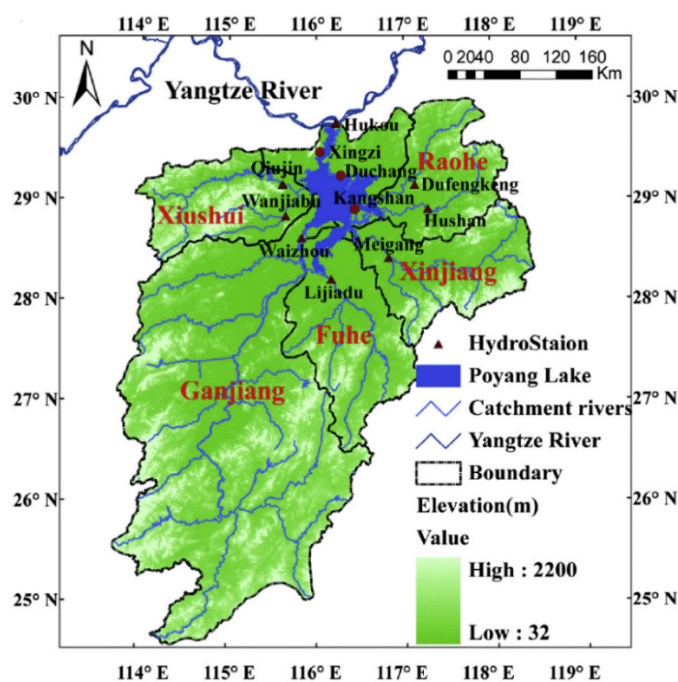 114° E 115° E 116° E 117° E 118° E 119° E
N
0 20 40 80 120 160
Km
Yangtze River
30° N 30° N
Hukou
Xingzi
Raohe
Qiujin Duchang
Dufengkeng
29° N 29° N
Wanjiabu Kangshan
Xiushui Hushan
Waizhou Meigang
Xinjiang
28° N 28° N
Lijiadu
Fuhe
HydroStaion
Ganjiang
Poyang Lake
27° N 27° N
Catchment rivers
Yangtze River
26° N 26° N
Boundary
Elevation(m)
Value
High : 2200
25° N 25° N
Low : 32
114° E 115° E 116° E 117° E 118° E 119° E